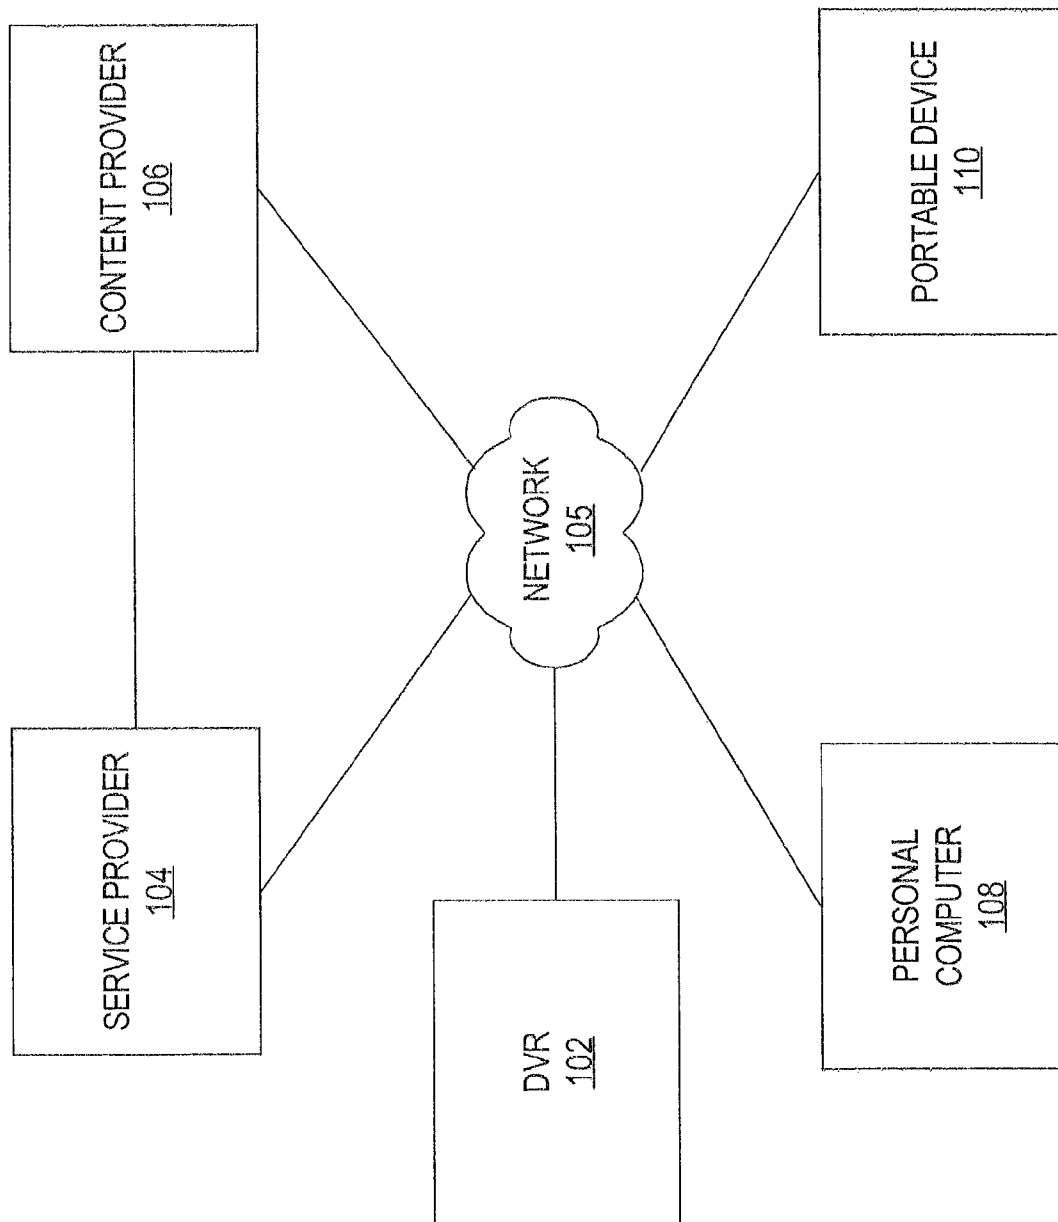 SERVICE PROVIDER
104
CONTENT PROVIDER
106
DVR
102
NETWORK
105
PERSONAL
COMPUTER
108
PORTABLE DEVICE
110